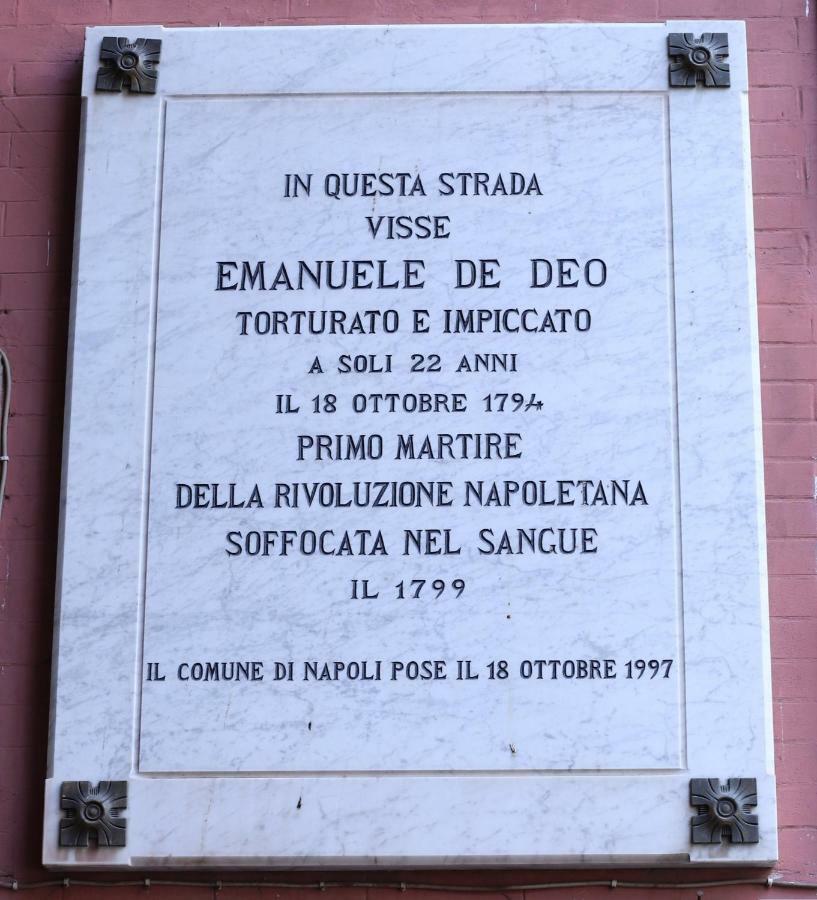 IN QUESTA STRADA
VISSE
EMANUELE DE DEO
TORTURATO E IMPICCATO
A SOLI 22 ANNI
IL 18 OTTOBRE 1794
PRIMO MARTIRE
DELLA RIVOLUZIONE NAPOLETANA
SOFFOCATA NEL SANGUE
IL 1799
IL COMUNE DI NAPOLI POSE IL 18 OTTOBRE 1997